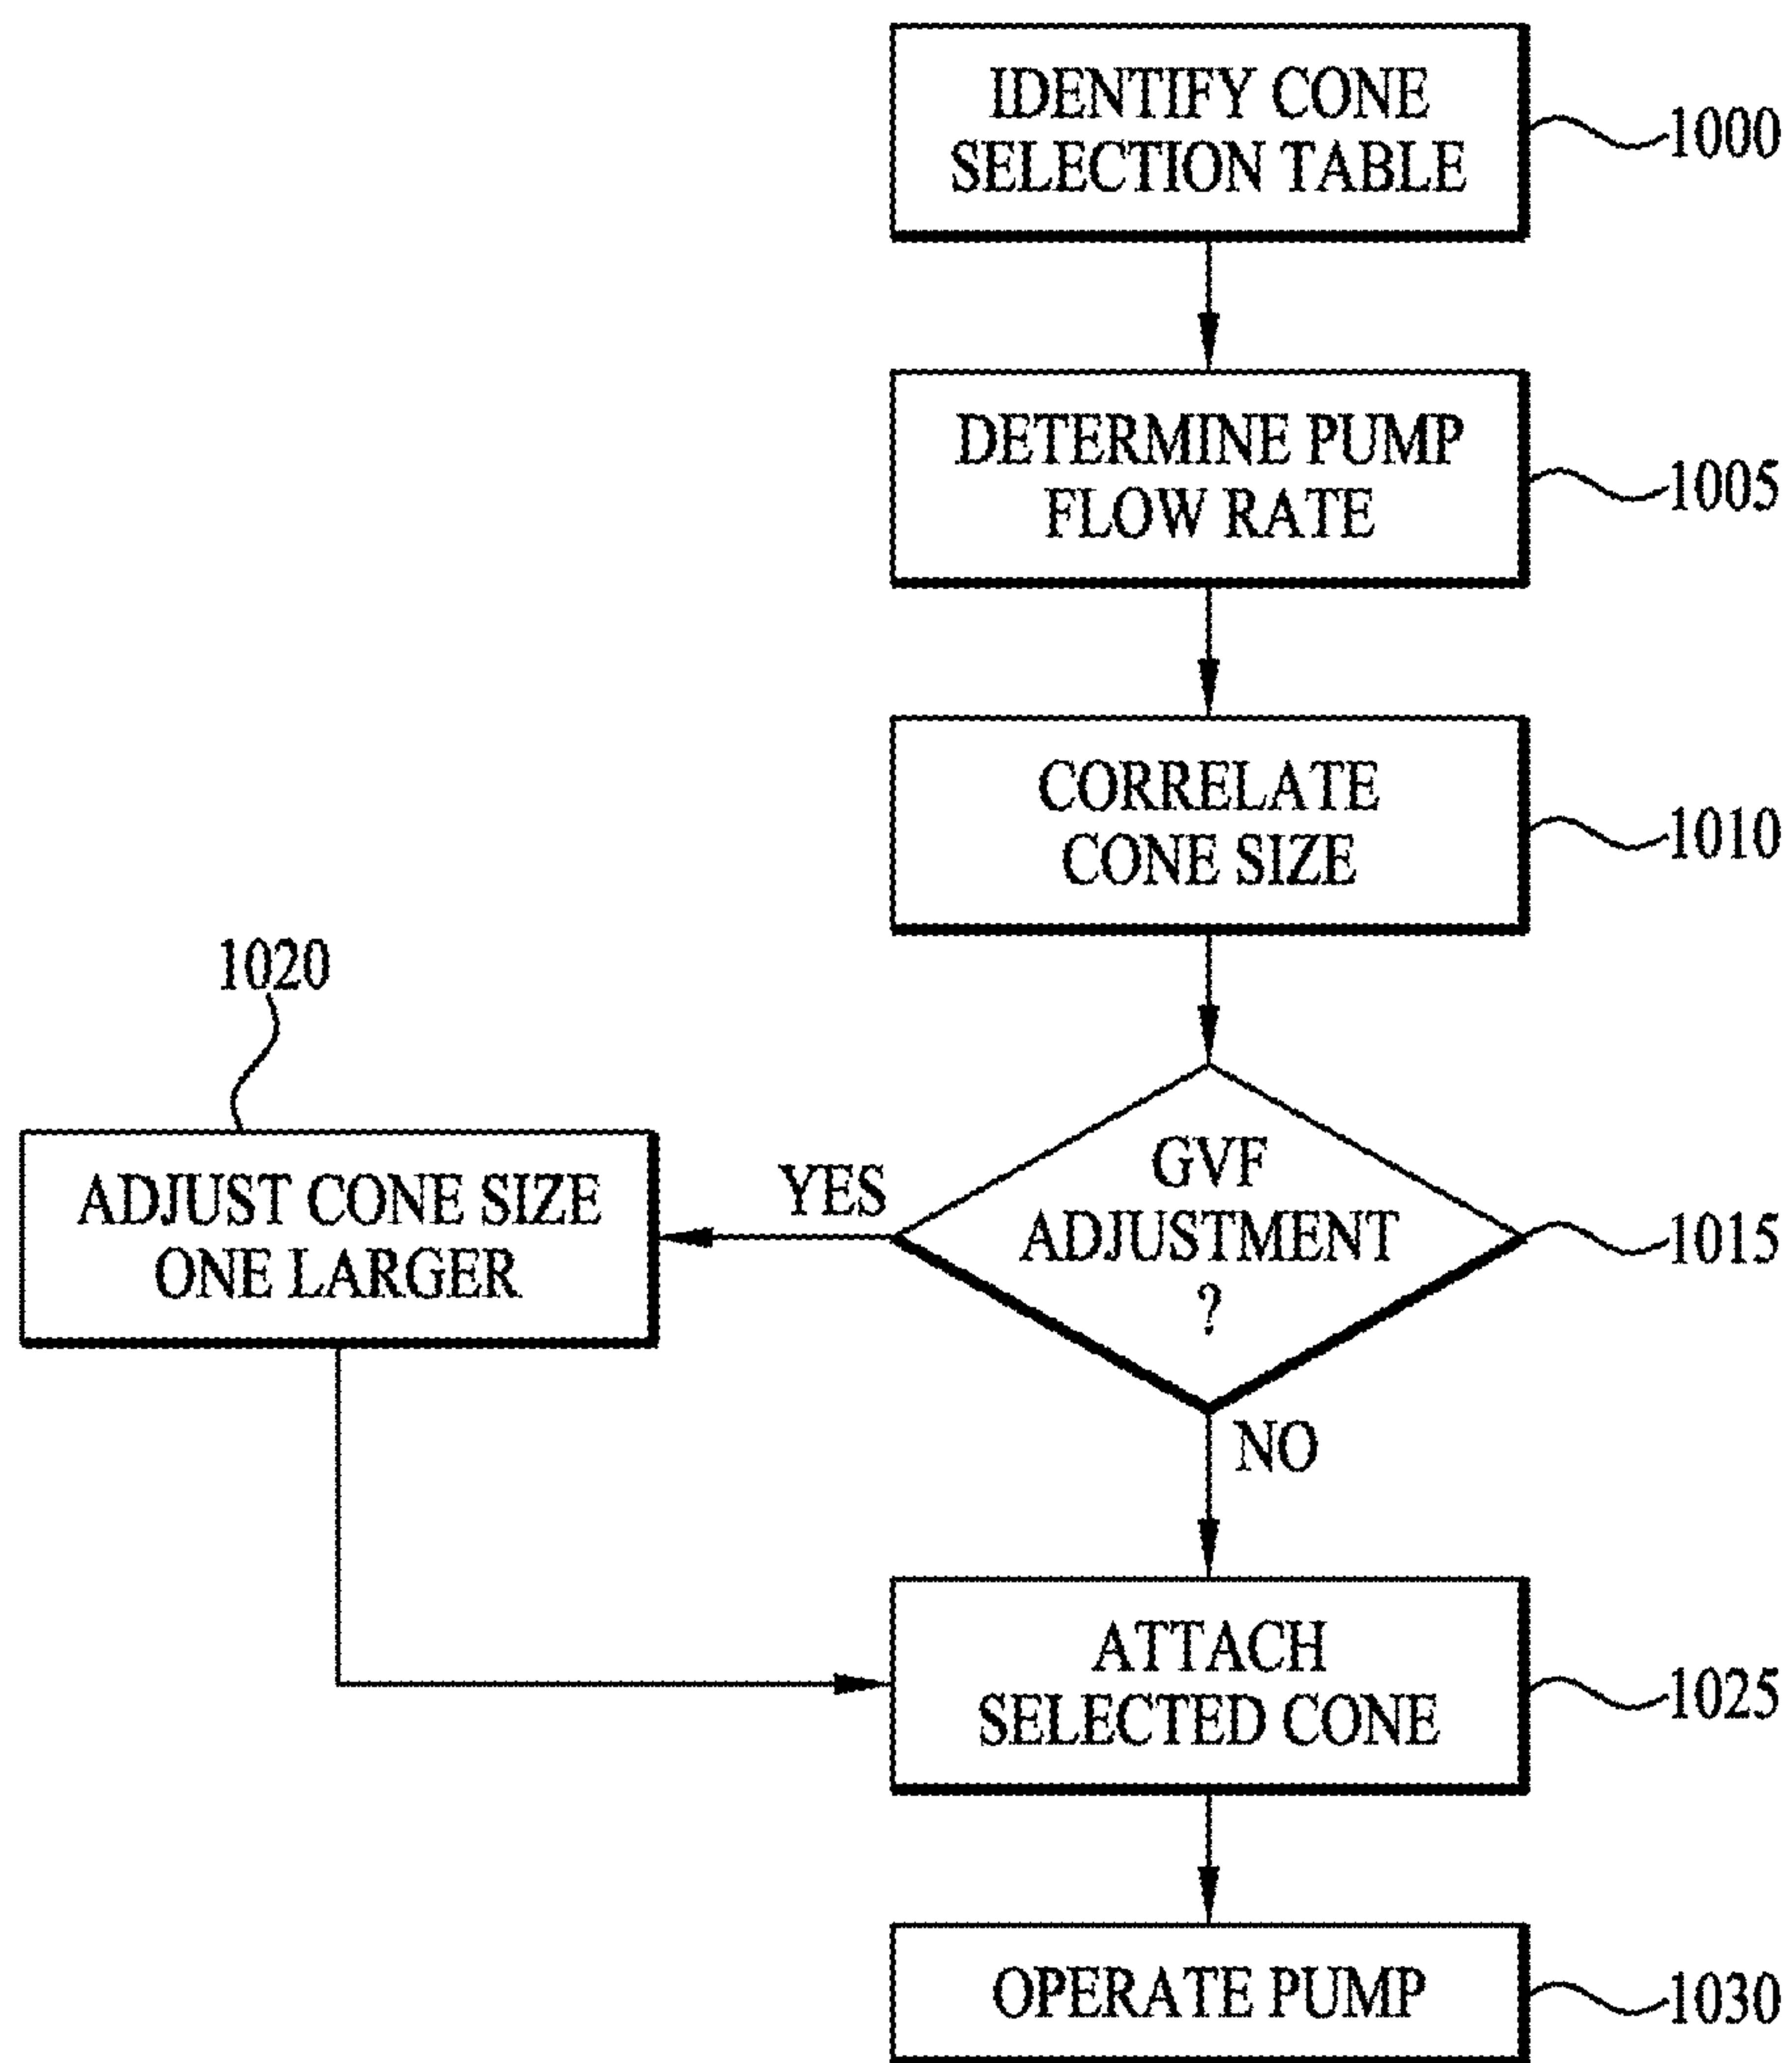 IDENTIFY CONE
SELECTION TABLE
1000
DETERMINE PUMP
FLOW RATE
1005
CORRELATE
CONE SIZE
1010
GVF
ADJUSTMENT
?
1015
YES
1020
ADJUST CONE SIZE
ONE LARGER
NO
ATTACH
SELECTED CONE
1025
OPERATE PUMP
1030